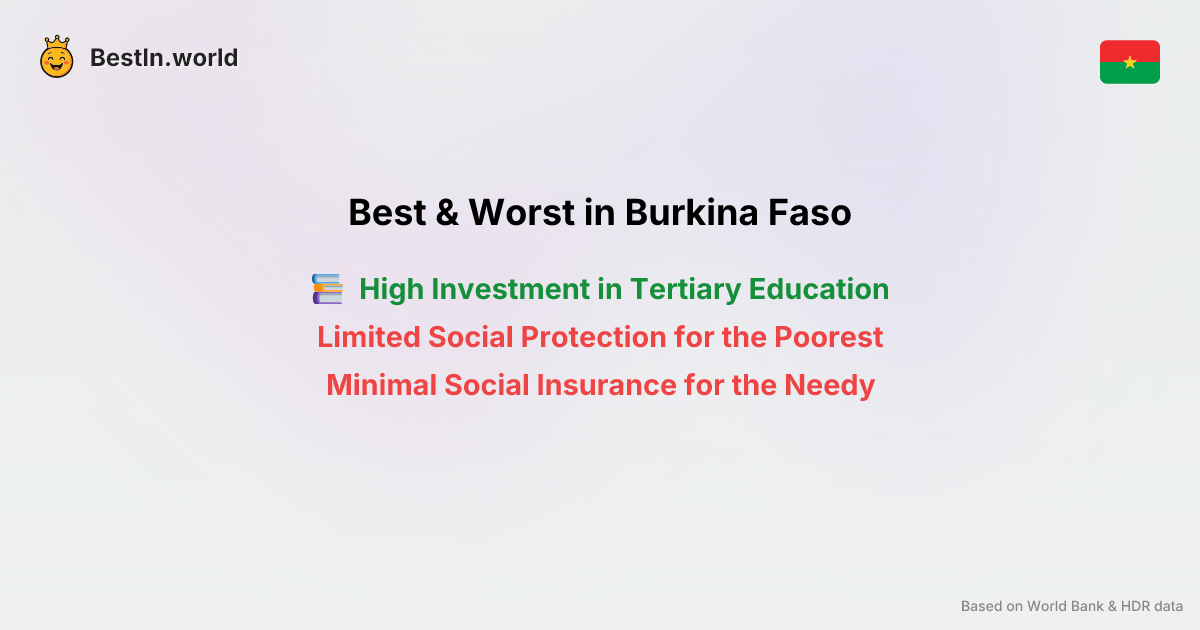 BestIn.world
Best & Worst in Burkina Faso
📚 High Investment in Tertiary Education
Limited Social Protection for the Poorest
Minimal Social Insurance for the Needy
Based on World Bank & HDR data